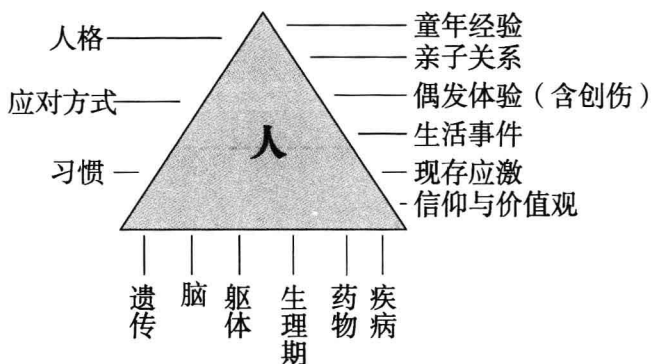 人格
应对方式
习惯
人
童年经验
亲子关系
偶发体验（含创伤）
生活事件
现存应激
信仰与价值观
遗传
脑
躯体
生理期
药物
疾病